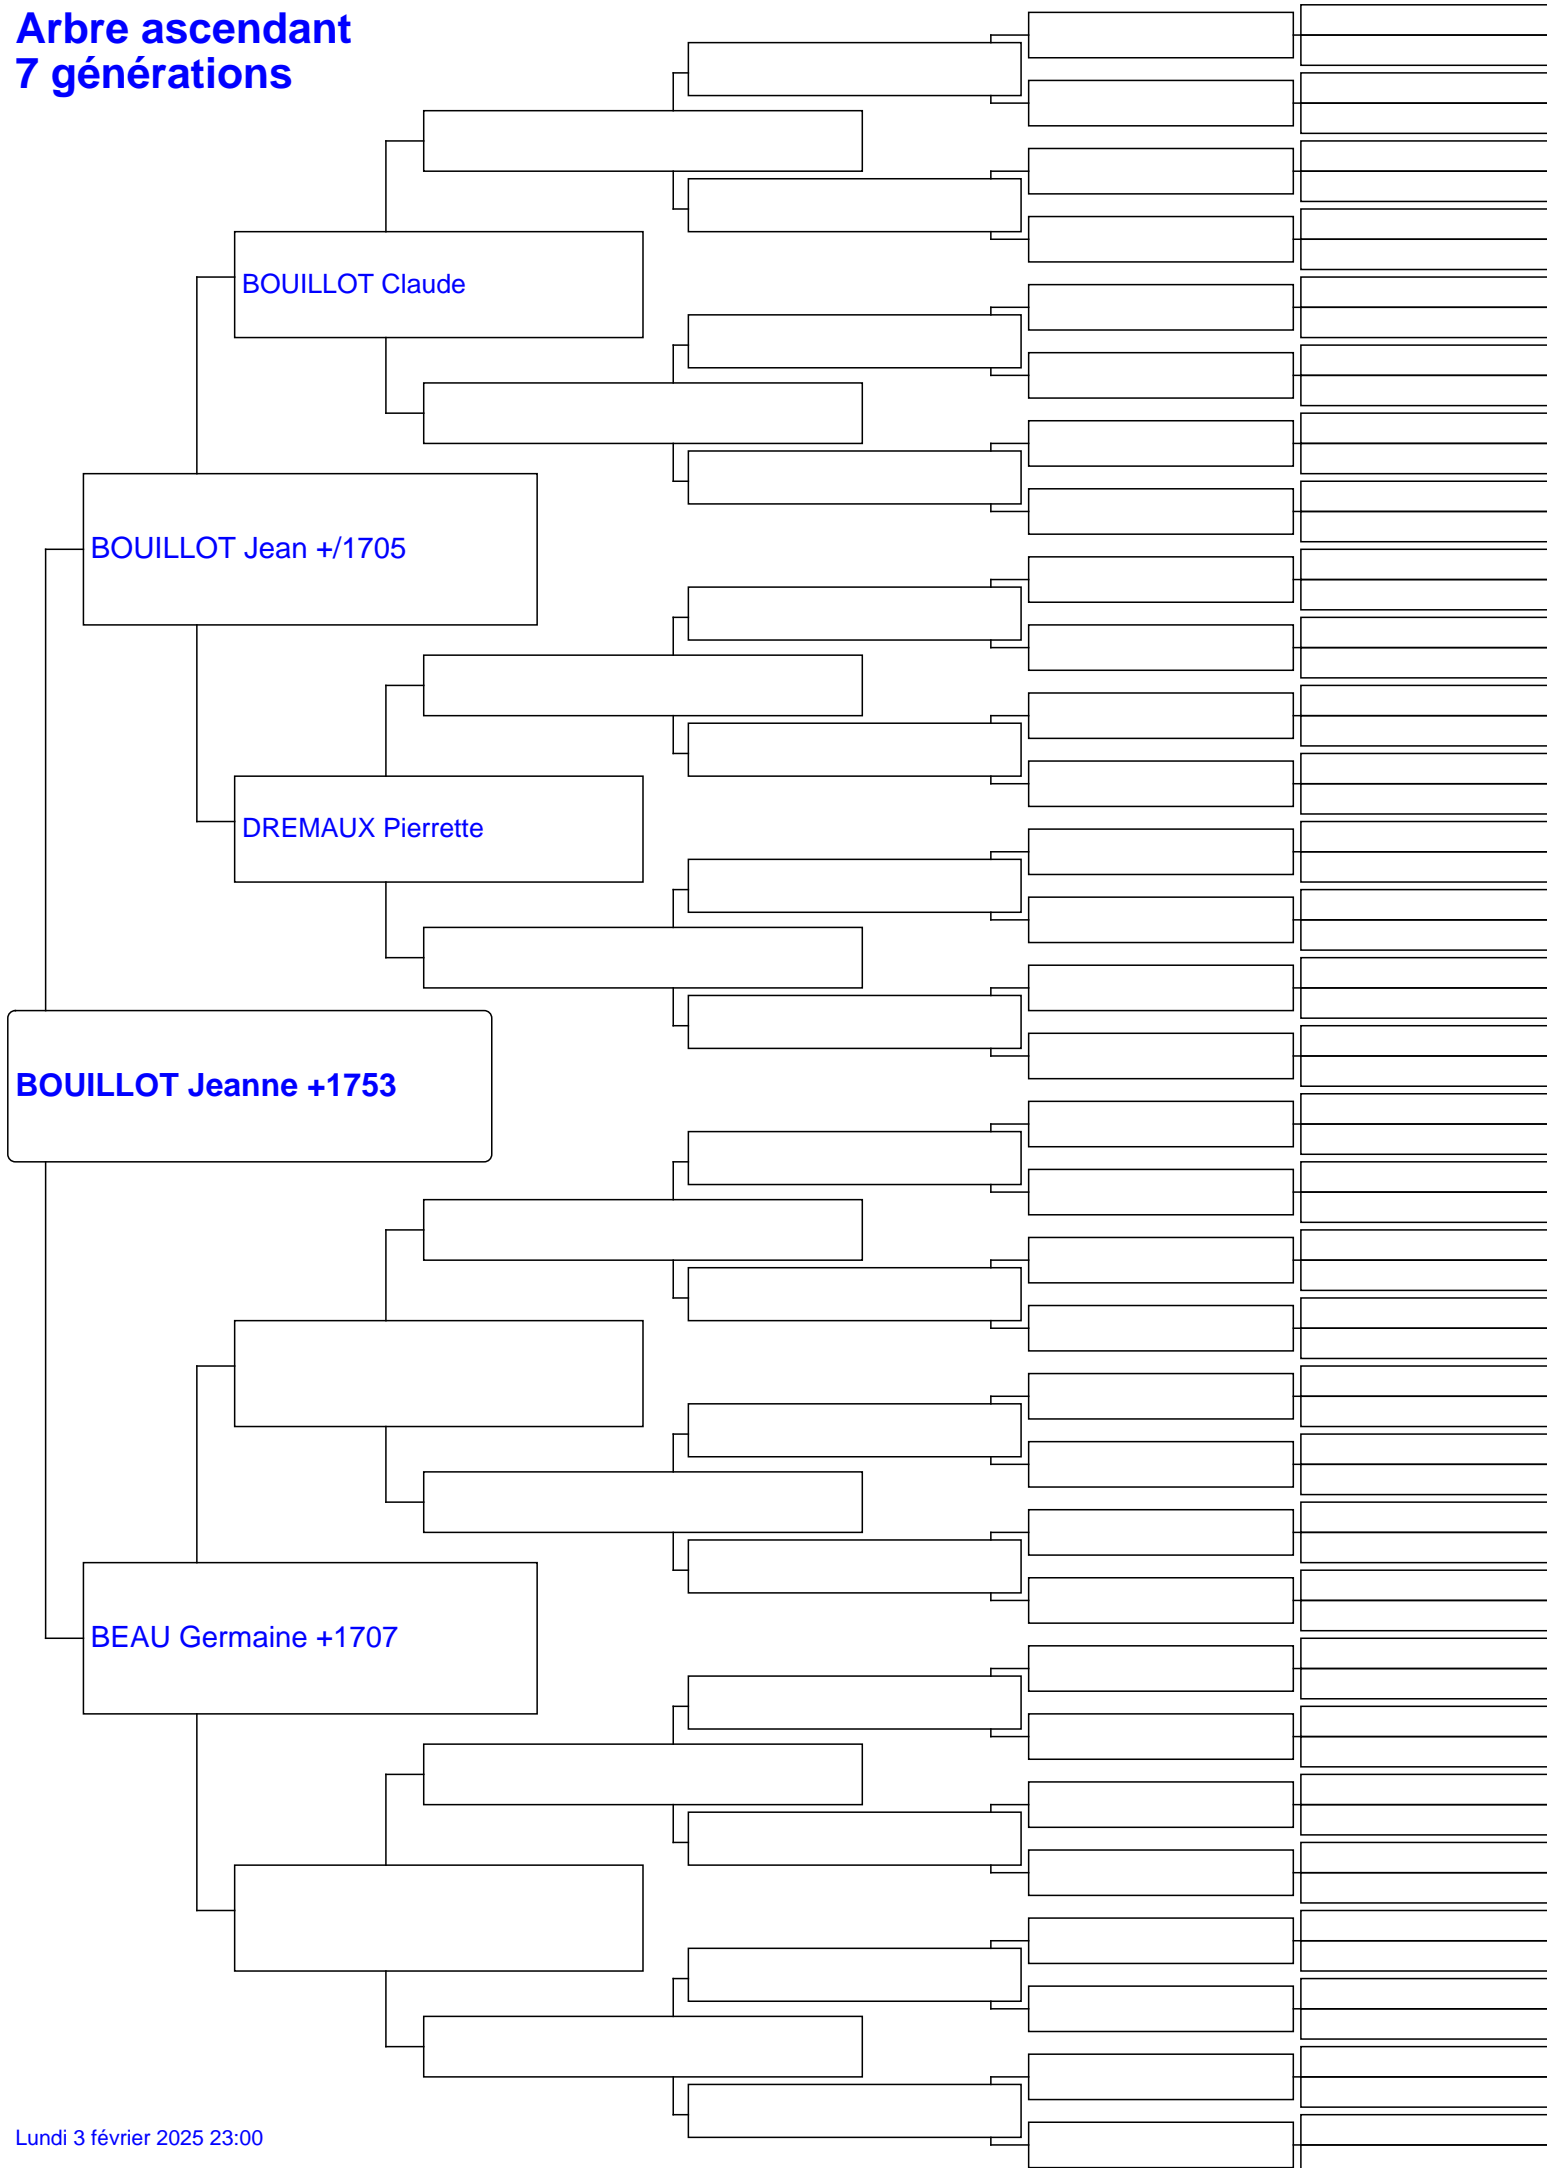 Arbre ascendant
7 générations
BOUILLOT Claude
BOUILLOT Jean +/1705
DREMAUX Pierrette
BOUILLOT Jeanne +1753
BEAU Germaine +1707
Lundi 3 février 2025 23:00